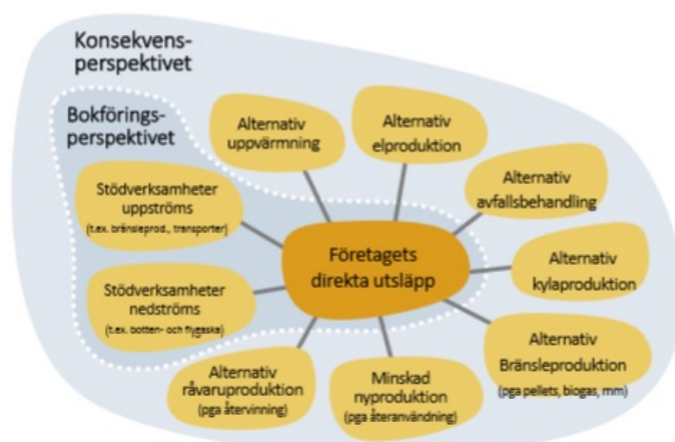 Konsekvens-
perspektivet
Bokförings-
perspektivet
Alternativ
uppvärmning
Alternativ
elproduktion
Alternativ
avfallsbehandling
Stödverksamheter
uppströms
(t.ex. bränsleprod., transporter)
Företagets
direkta utsläpp
Alternativ
kylaproduktion
Stödverksamheter
nedströms
(t.ex. botten- och flygaska)
Alternativ
Bränsleproduktion
(pga pellets, biogas, mm)
Alternativ
råvaruproduktion
(pga återvinning)
Minskad
nyproduktion
(pga återanvändning)